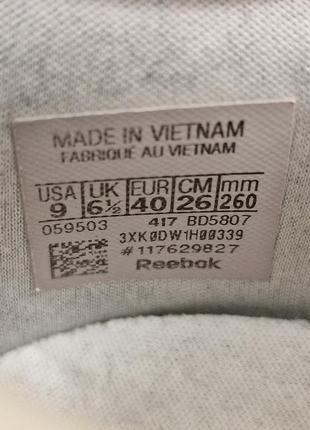 MADE IN VIETNAM
FABRIQUÉ AU VIETNAM
USA UK EUR CM mm
9 6½ 40 26 260
059503 417 BD5807
3XK0DW1H00339
#117629827
Reebok